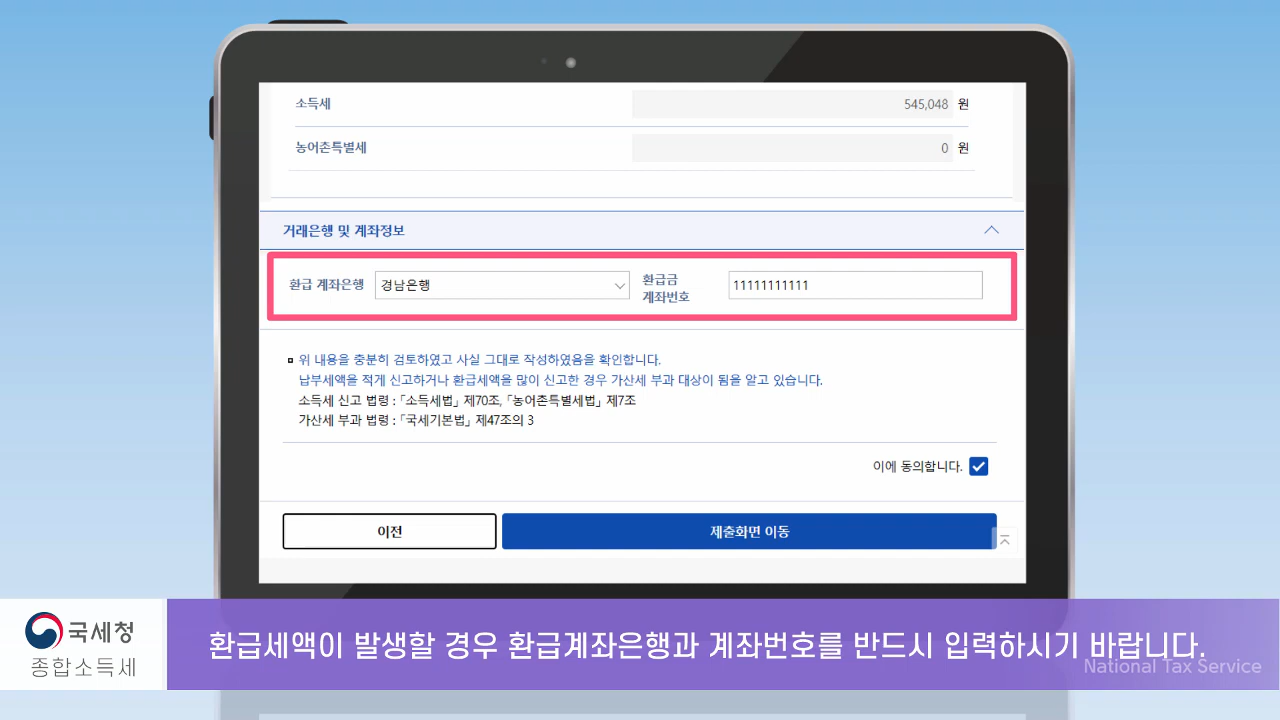 소득세 545,048 원
농어촌특별세 0 원
거래은행 및 계좌정보
환급 계좌은행 경남은행 환급금 계좌번호 11111111111
위 내용을 충분히 검토하였고 사실 그대로 작성하였음을 확인합니다.
납부세액을 적게 신고하거나 환급세액을 많이 신고한 경우 가산세 부과 대상이 됨을 알고 있습니다.
소득세 신고 법령 : 「소득세법」 제70조, 「농어촌특별세법」 제7조
가산세 부과 법령 : 「국세기본법」 제47조의 3
이에 동의합니다.
이전 제출화면 이동
국세청
종합소득세
환급세액이 발생할 경우 환급계좌은행과 계좌번호를 반드시 입력하시기 바랍니다.
National Tax Service